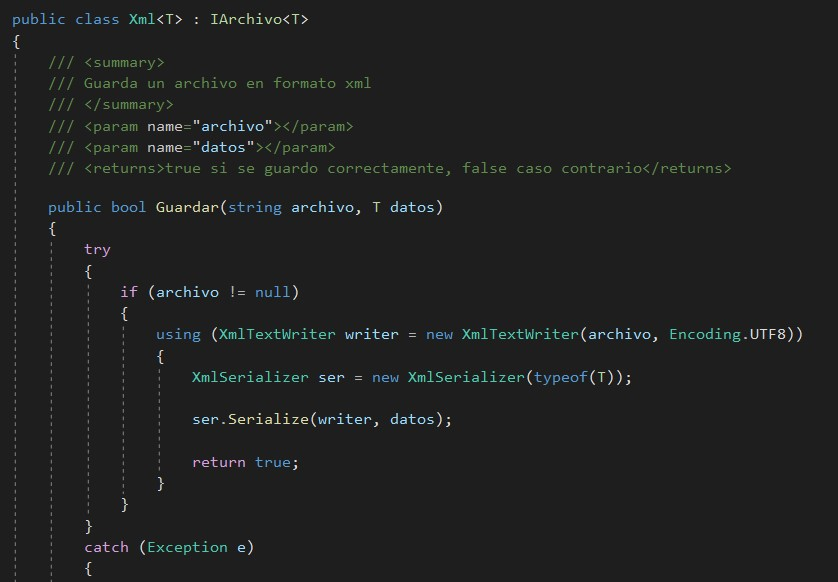 public class Xml<T> : IArchivo<T>
{
/// <summary>
/// Guarda un archivo en formato xml
/// </summary>
/// <param name="archivo"></param>
/// <param name="datos"></param>
/// <returns>true si se guardo correctamente, false caso contrario</returns>
public bool Guardar(string archivo, T datos)
{
try
{
if (archivo != null)
{
using (XmlTextWriter writer = new XmlTextWriter(archivo, Encoding.UTF8))
{
XmlSerializer ser = new XmlSerializer(typeof(T));
ser.Serialize(writer, datos);
return true;
}
}
}
catch (Exception e)
{